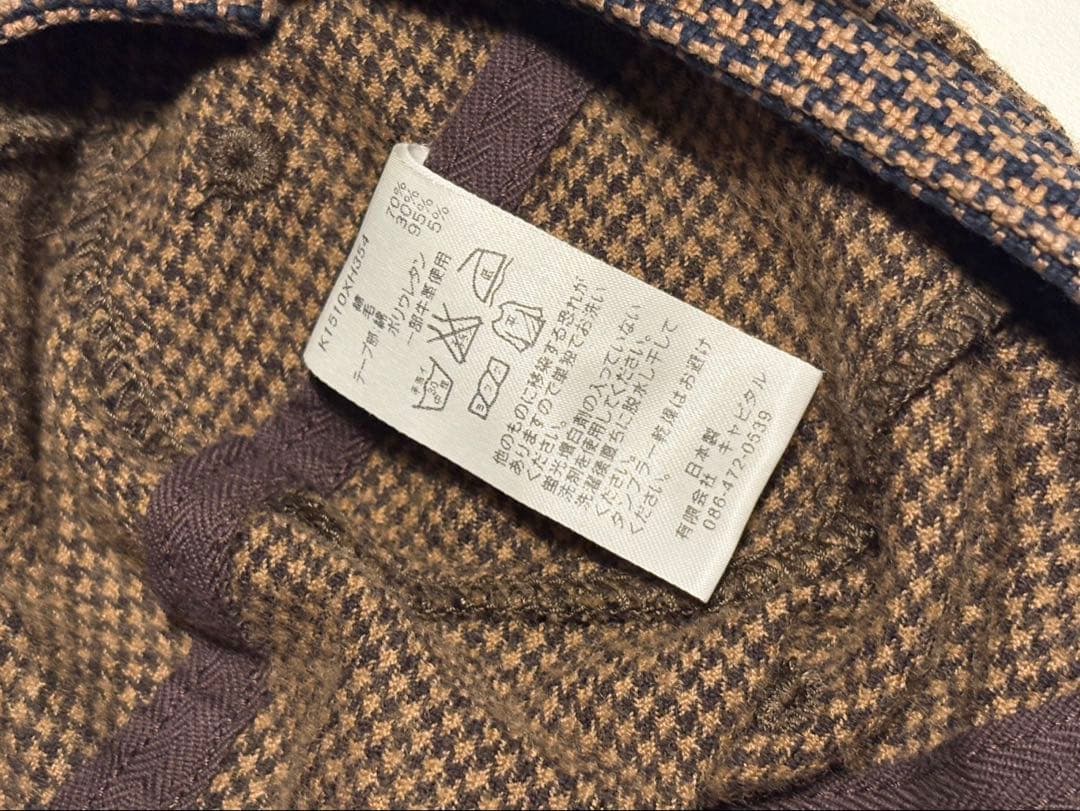 K1510XH354
綿 70%
毛 30%
テープ部:綿 95%
ポリウレタン 5%
一部牛革使用
手洗イ
30
中
他のものに移染する恐れが
ありますので単独でお洗い
ください。
蛍光増白剤の入っていない
洗剤を使用してください。
洗濯後直ちに脱水し干して
ください。
タンブラー乾燥はお避け
ください。
日本製
有限会社 キャピタル
086-472-0539